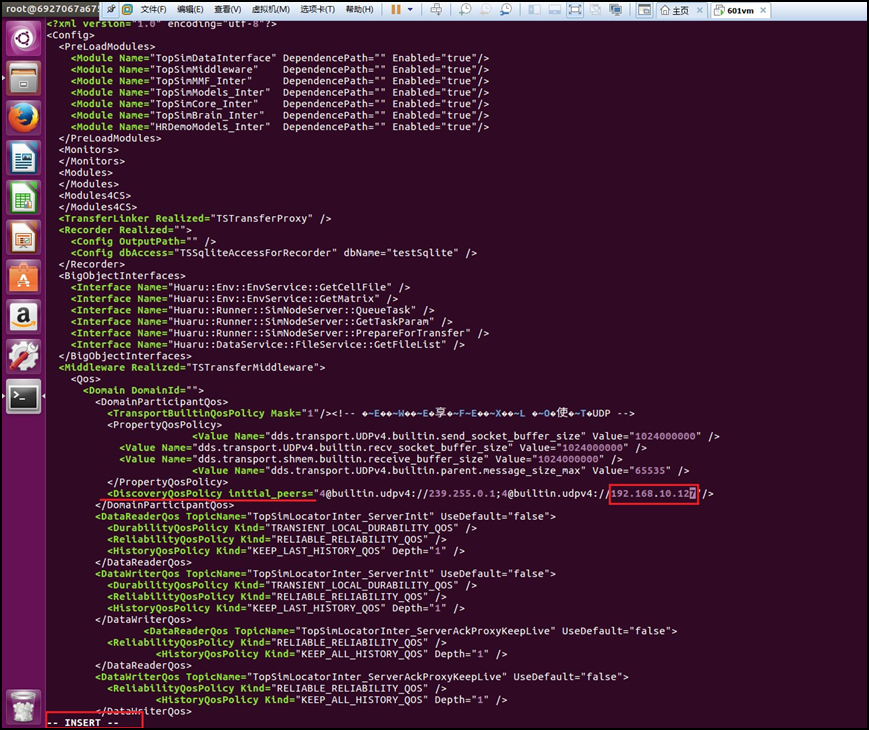 root@6927067a67: 文件(F) 编辑(E) 查看(V) 虚拟机(M) 选项卡(T) 帮助(H) 主页 601vm
<?xml version="1.0" encoding="utf-8"?>
<Config>
<PreLoadModules>
<Module Name="TopSimDataInterface" DependencePath="" Enabled="true"/>
<Module Name="TopSimMiddleware" DependencePath="" Enabled="true"/>
<Module Name="TopSimMMF_Inter" DependencePath="" Enabled="true"/>
<Module Name="TopSimModels_Inter" DependencePath="" Enabled="true"/>
<Module Name="TopSimCore_Inter" DependencePath="" Enabled="true"/>
<Module Name="TopSimBrain_Inter" DependencePath="" Enabled="true"/>
<Module Name="HRDemoModels_Inter" DependencePath="" Enabled="true"/>
</PreLoadModules>
<Monitors>
</Monitors>
<Modules>
</Modules>
<Modules4CS>
</Modules4CS>
<TransferLinker Realized="TSTransferProxy" />
<Recorder Realized="">
<Config OutputPath="" />
<Config dbAccess="TSSqliteAccessForRecorder" dbName="testSqlite" />
</Recorder>
<BigObjectInterfaces>
<Interface Name="Huaru::Env::EnvService::GetCellFile" />
<Interface Name="Huaru::Env::EnvService::GetMatrix" />
<Interface Name="Huaru::Runner::SimNodeServer::QueueTask" />
<Interface Name="Huaru::Runner::SimNodeServer::GetTaskParam" />
<Interface Name="Huaru::Runner::SimNodeServer::PrepareForTransfer" />
<Interface Name="Huaru::DataService::FileService::GetFileList" />
</BigObjectInterfaces>
<Middleware Realized="TSTransferMiddleware">
<Qos>
<Domain DomainId="">
<DomainParticipantQos>
<TransportBuiltinQosPolicy Mask="1"/><!-- �~E��~W��~E�享�~F�E��~X��~L �~O�使�~T�UDP -->
<PropertyQosPolicy>
<Value Name="dds.transport.UDPv4.builtin.send_socket_buffer_size" Value="1024000000" />
<Value Name="dds.transport.UDPv4.builtin.recv_socket_buffer_size" Value="1024000000" />
<Value Name="dds.transport.shmem.builtin.receive_buffer_size" Value="1024000000" />
<Value Name="dds.transport.UDPv4.builtin.parent.message_size_max" Value="65535" />
</PropertyQosPolicy>
<DiscoveryQosPolicy initial_peers="4@builtin.udpv4://239.255.0.1;4@builtin.udpv4://192.168.10.127"/>
</DomainParticipantQos>
<DataReaderQos TopicName="TopSimLocatorInter_ServerInit" UseDefault="false">
<DurabilityQosPolicy Kind="TRANSIENT_LOCAL_DURABILITY_QOS" />
<ReliabilityQosPolicy Kind="RELIABLE_RELIABILITY_QOS" />
<HistoryQosPolicy Kind="KEEP_LAST_HISTORY_QOS" Depth="1" />
</DataReaderQos>
<DataWriterQos TopicName="TopSimLocatorInter_ServerInit" UseDefault="false">
<DurabilityQosPolicy Kind="TRANSIENT_LOCAL_DURABILITY_QOS" />
<ReliabilityQosPolicy Kind="RELIABLE_RELIABILITY_QOS" />
<HistoryQosPolicy Kind="KEEP_LAST_HISTORY_QOS" Depth="1" />
</DataWriterQos>
<DataReaderQos TopicName="TopSimLocatorInter_ServerAckProxyKeepLive" UseDefault="false">
<ReliabilityQosPolicy Kind="RELIABLE_RELIABILITY_QOS" />
<HistoryQosPolicy Kind="KEEP_ALL_HISTORY_QOS" Depth="1" />
</DataReaderQos>
<DataWriterQos TopicName="TopSimLocatorInter_ServerAckProxyKeepLive" UseDefault="false">
<ReliabilityQosPolicy Kind="RELIABLE_RELIABILITY_QOS" />
<HistoryQosPolicy Kind="KEEP_ALL_HISTORY_QOS" Depth="1" />
</DataWriterQos>
-- INSERT --